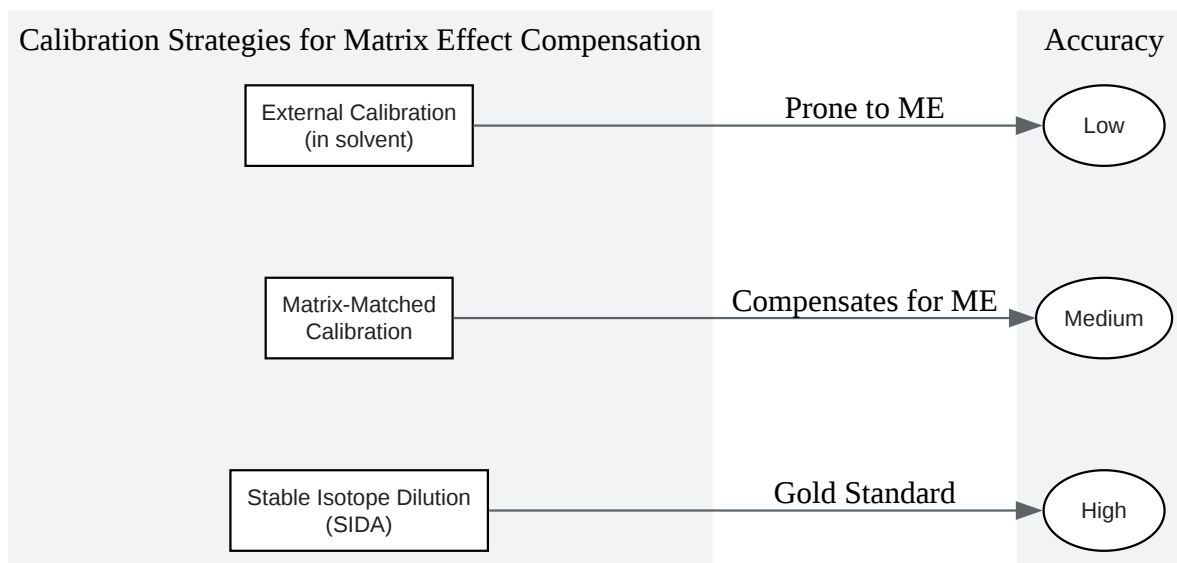 Calibration Strategies for Matrix Effect Compensation
Accuracy
External Calibration
(in solvent)
Prone to ME
Low
Matrix-Matched
Calibration
Compensates for ME
Medium
Stable Isotope Dilution
(SIDA)
Gold Standard
High